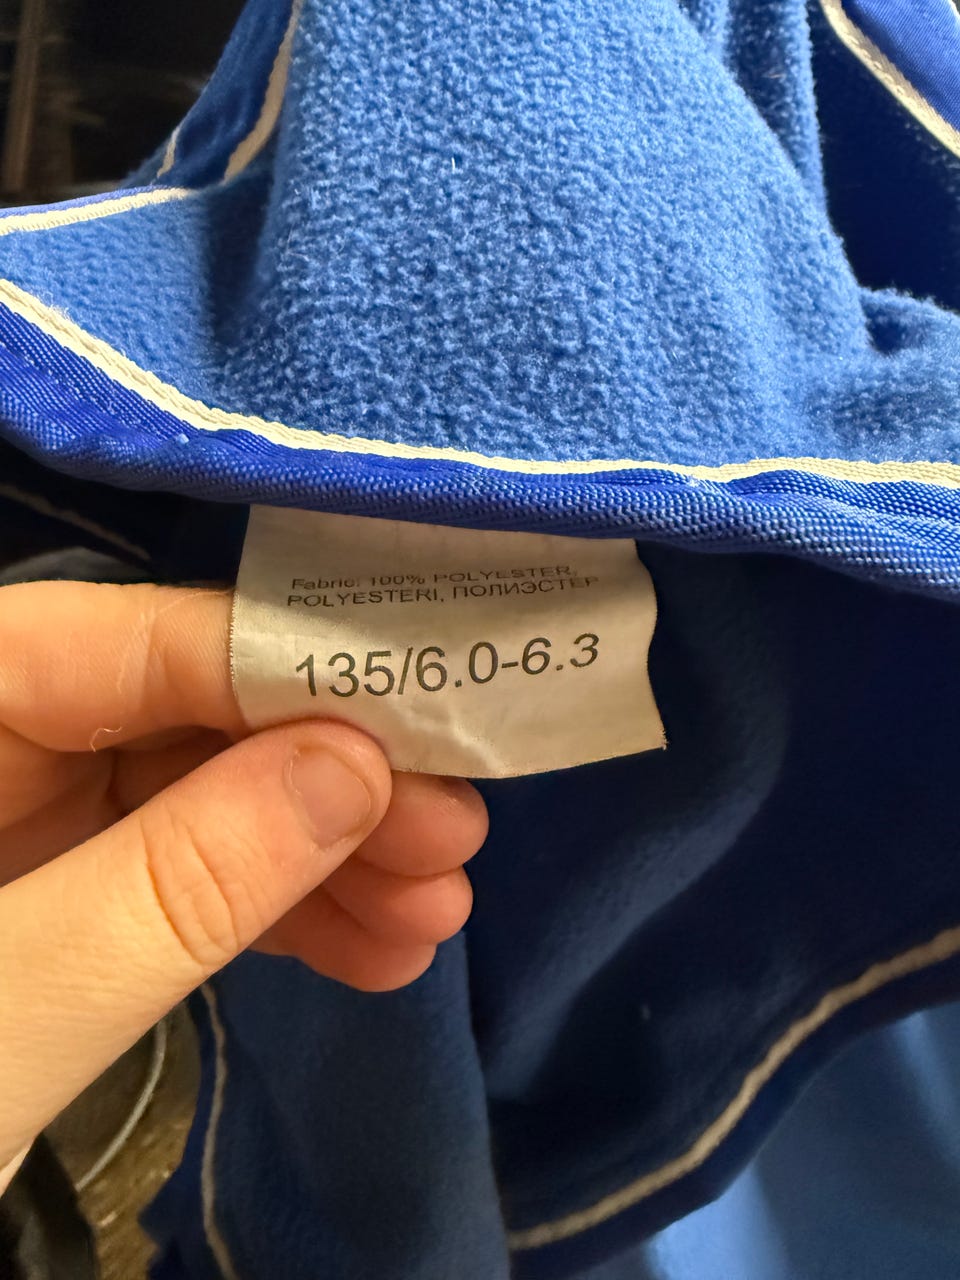 Fabric: 100% POLYESTER,
POLYESTERI, ПОЛИЭСТЕР
135/6.0-6.3